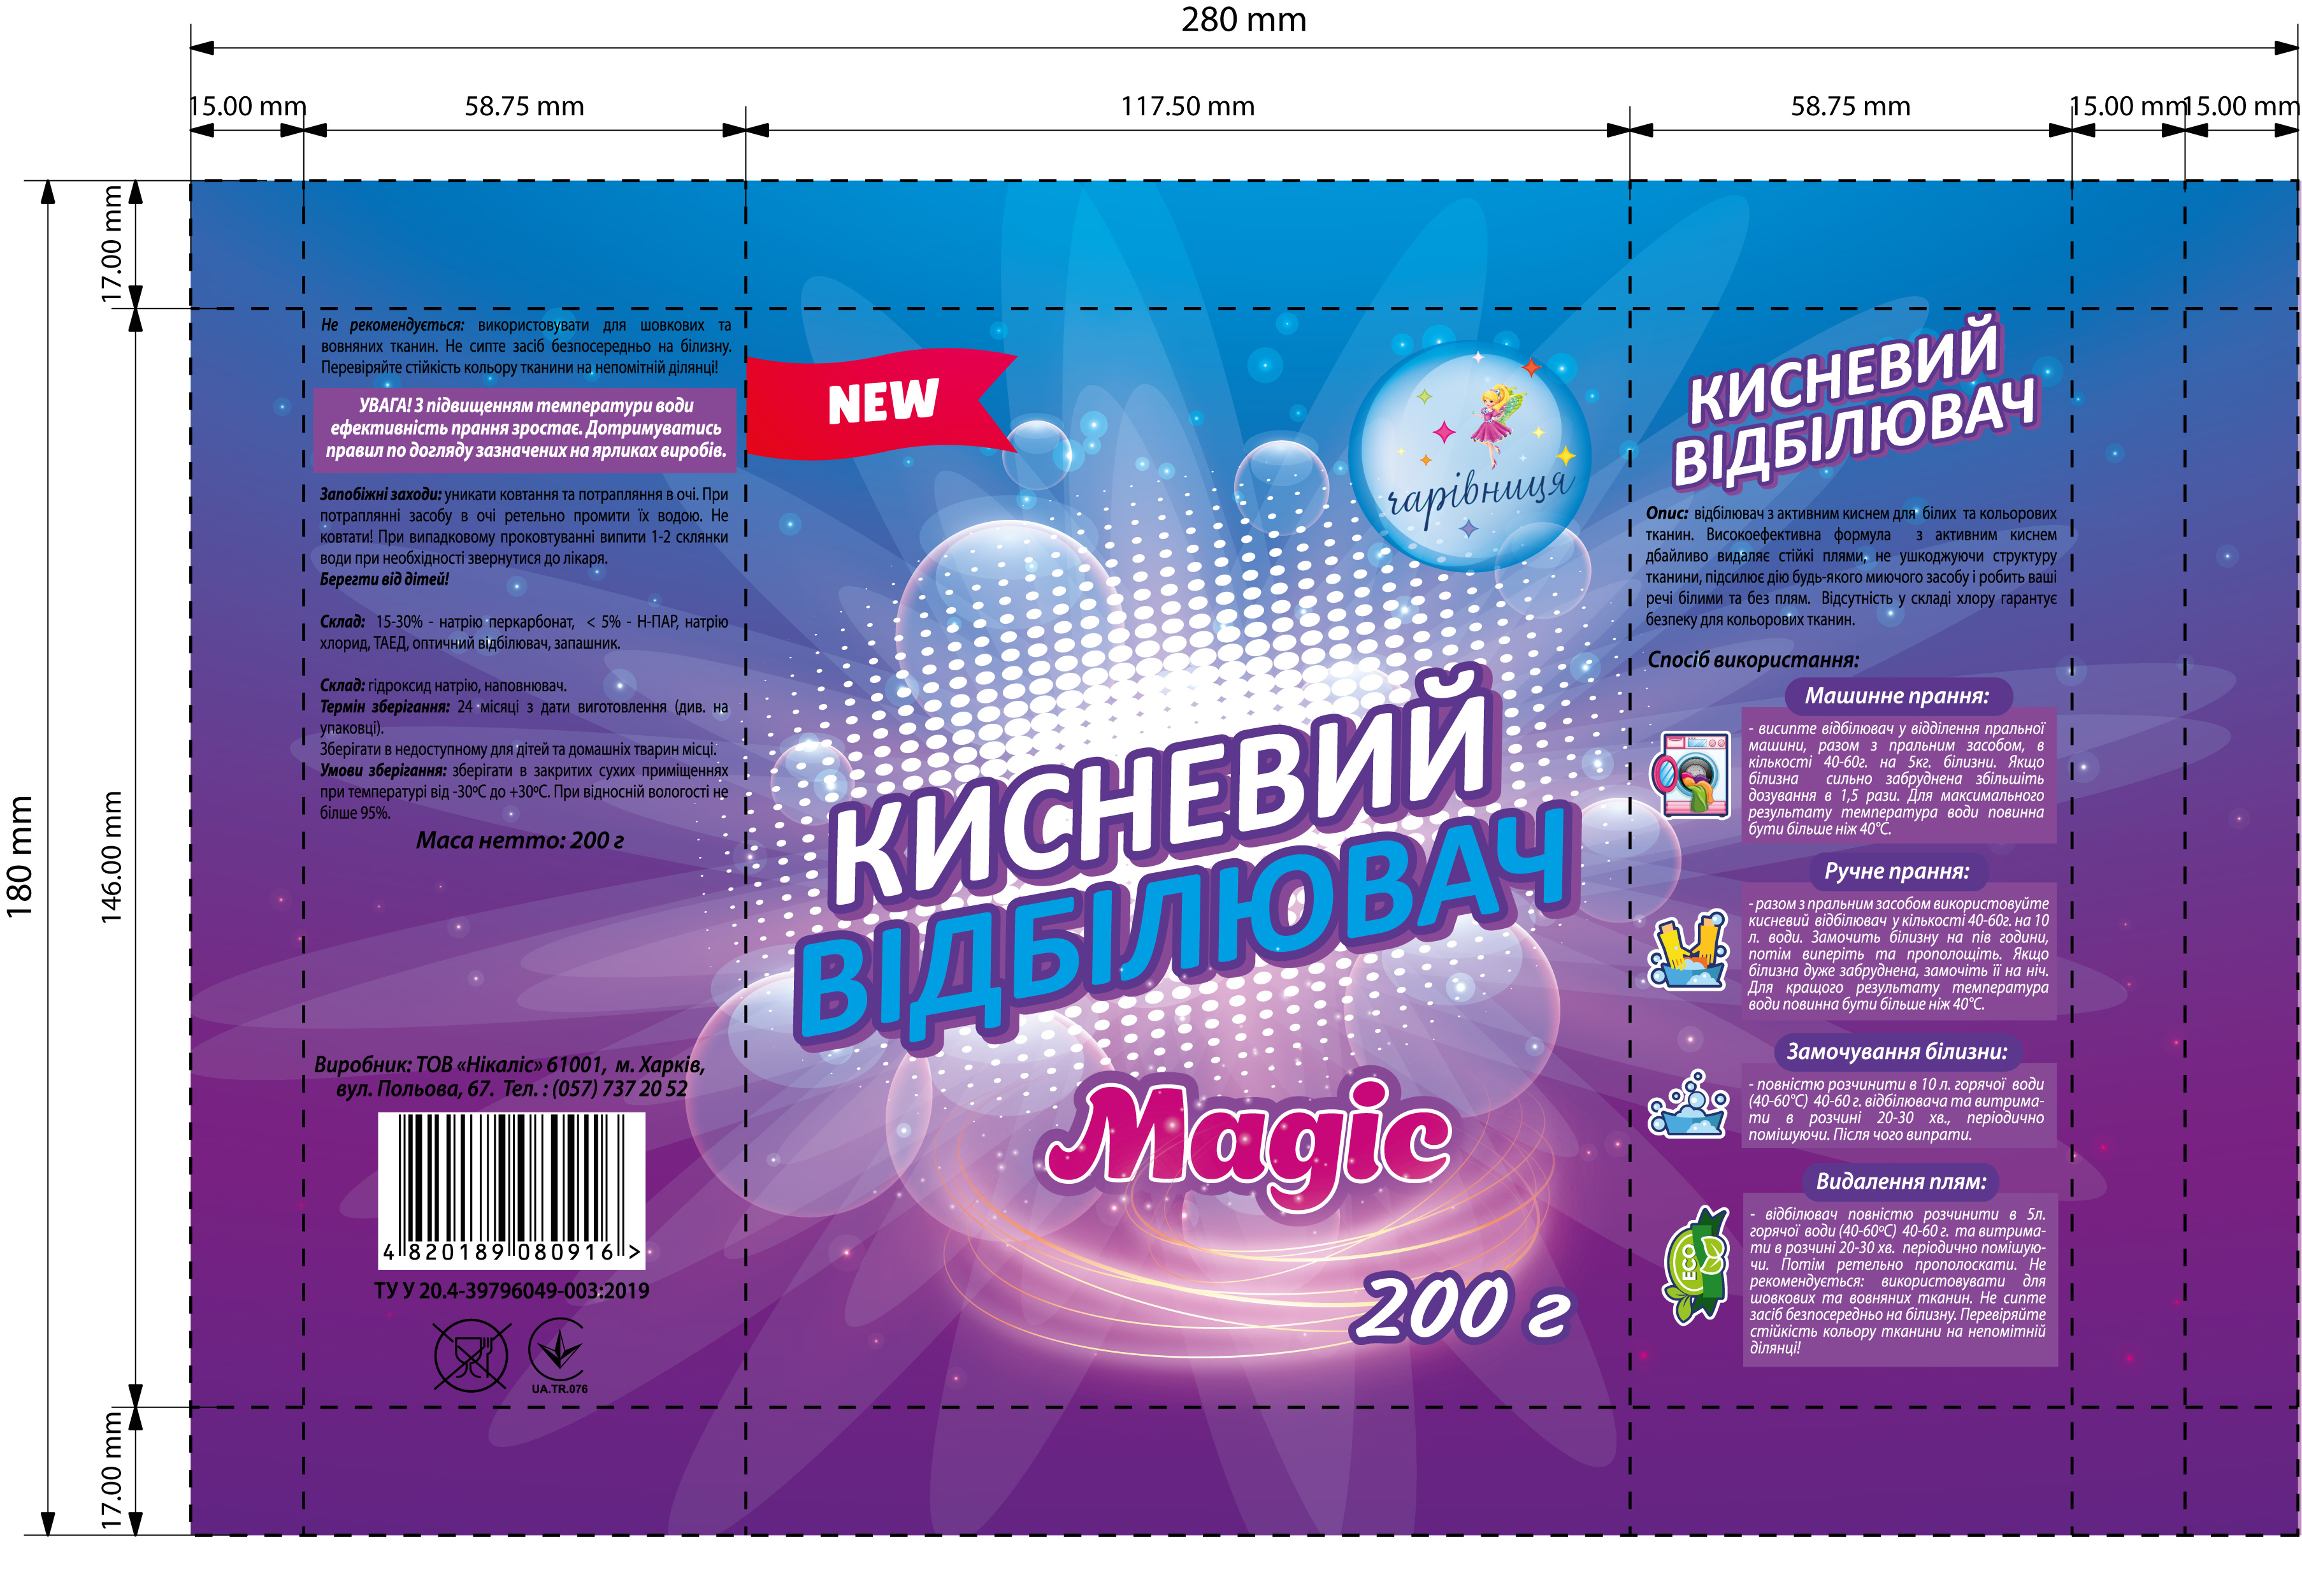 280 mm
15.00 mm
58.75 mm
117.50 mm
58.75 mm
15.00 mm
15.00 mm
180 mm
17.00 mm
146.00 mm
17.00 mm
Не рекомендується: використовувати для шовкових та
вовняних тканин. Не сипте засіб безпосередньо на білизну.
Перевіряйте стійкість кольору тканини на непомітній ділянці!
УВАГА! З підвищенням температури води
ефективність прання зростає. Дотримуватись
правил по догляду зазначених на ярликах виробів.
Запобіжні заходи: уникати ковтання та потрапляння в очі. При
потраплянні засобу в очі ретельно промити їх водою. Не
ковтати! При випадковому проковтуванні випити 1-2 склянки
води при необхідності звернутися до лікаря.
Берегти від дітей!
Склад: 15-30% - натрію перкарбонат, < 5% - Н-ПАР, натрію
хлорид, ТАЕД, оптичний відбілювач, запашник.
Склад: гідроксид натрію, наповнювач.
Термін зберігання: 24 місяці з дати виготовлення (див. на
упаковці).
Зберігати в недоступному для дітей та домашніх тварин місці.
Умови зберігання: зберігати в закритих сухих приміщеннях
при температурі від -30ºС до +30ºС. При відносній вологості не
більше 95%.
Маса нетто: 200 г
Виробник: ТОВ «Нікаліс» 61001, м. Харків,
вул. Польова, 67. Тел. : (057) 737 20 52
4 820189 080916 >
ТУ У 20.4-39796049-003:2019
UA.TR.076
NEW
чарівниця
КИСНЕВИЙ
ВІДБІЛЮВАЧ
Magic
200 г
КИСНЕВИЙ
ВІДБІЛЮВАЧ
Опис: відбілювач з активним киснем для білих та кольорових
тканин. Високоефективна формула з активним киснем
дбайливо видаляє стійкі плями, не ушкоджуючи структуру
тканини, підсилює дію будь-якого миючого засобу і робить ваші
речі білими та без плям. Відсутність у складі хлору гарантує
безпеку для кольорових тканин.
Спосіб використання:
Машинне прання:
- висипте відбілювач у відділення пральної
машини, разом з пральним засобом, в
кількості 40-60г. на 5кг. білизни. Якщо
білизна сильно забруднена збільшіть
дозування в 1,5 рази. Для максимального
результату температура води повинна
бути більше ніж 40°С.
Ручне прання:
- разом з пральним засобом використовуйте
кисневий відбілювач у кількості 40-60г. на 10
л. води. Замочить білизну на пів години,
потім виперіть та прополощіть. Якщо
білизна дуже забруднена, замочіть її на ніч.
Для кращого результату температура
води повинна бути більше ніж 40°С.
Замочування білизни:
- повністю розчинити в 10 л. горячої води
(40-60°С) 40-60 г. відбілювача та витрима-
ти в розчині 20-30 хв., періодично
помішуючи. Після чого випрати.
Видалення плям:
ECO
- відбілювач повністю розчинити в 5л.
горячої води (40-60ºС) 40-60 г. та витрима-
ти в розчині 20-30 хв. періодично помішую-
чи. Потім ретельно прополоскати. Не
рекомендується: використовувати для
шовкових та вовняних тканин. Не сипте
засіб безпосередньо на білизну. Перевіряйте
стійкість кольору тканини на непомітній
ділянці!